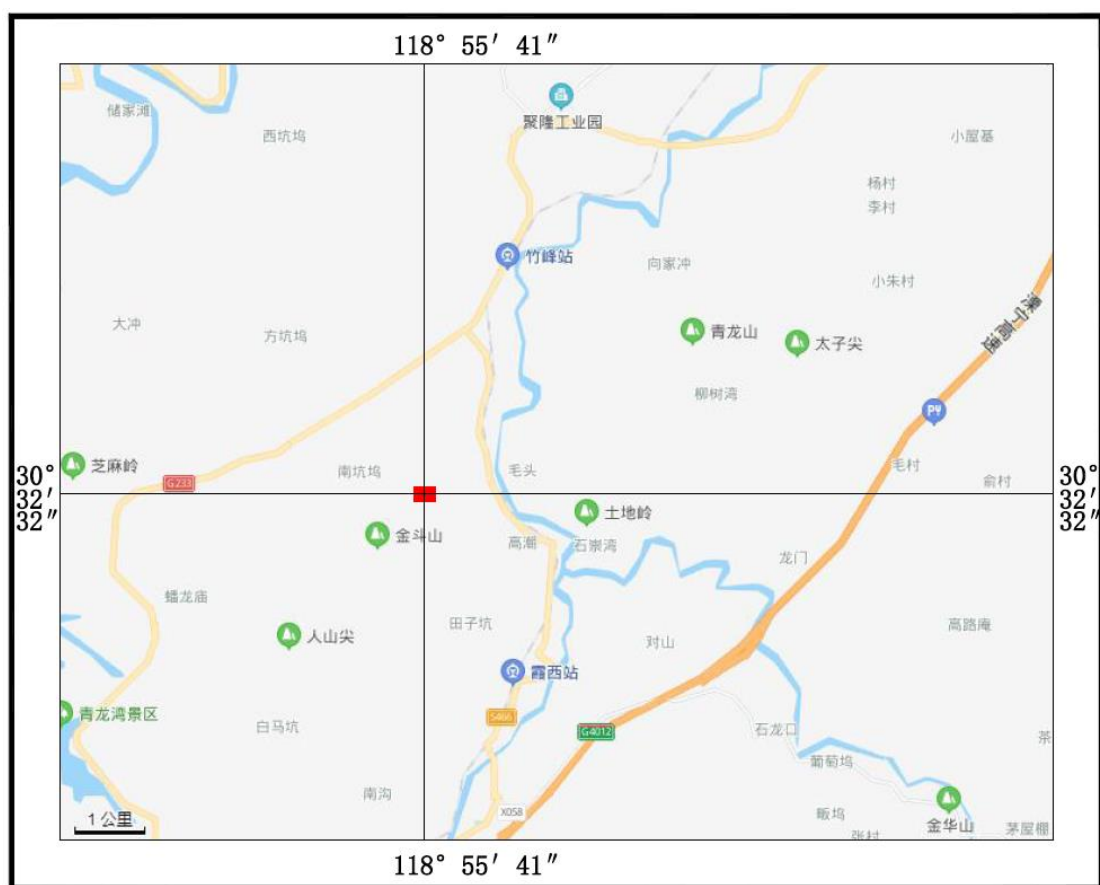 118° 55′ 41″
储家滩
聚隆工业园
西坑坞
小屋基
杨村
李村
竹峰站
向家冲
小朱村
大冲
方坑坞
青龙山
太子尖
溧宁高速
柳树湾
芝麻岭
南坑坞
毛头
毛村
俞村
G233
30°
32′
32″
30°
32′
32″
土地岭
金斗山
高潮
石崇湾
龙门
蟠龙庙
田子坑
高路庵
人山尖
对山
霞西站
青龙湾景区
白马坑
S466
G4012
石龙口
茶
葡萄坞
南沟
1公里
X058
畈坞
金华山
张村
茅屋棚
118° 55′ 41″